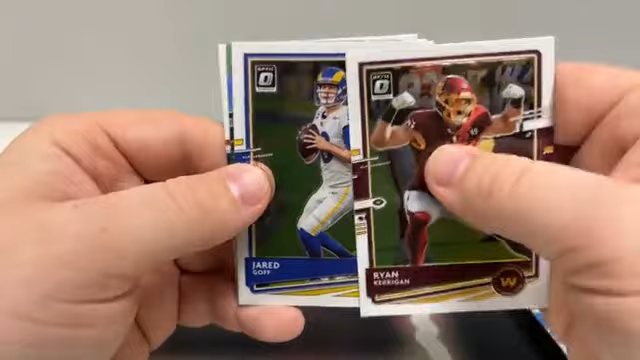 OPTIC
JARED
GOFF
OPTIC
RYAN
KERRIGAN
W